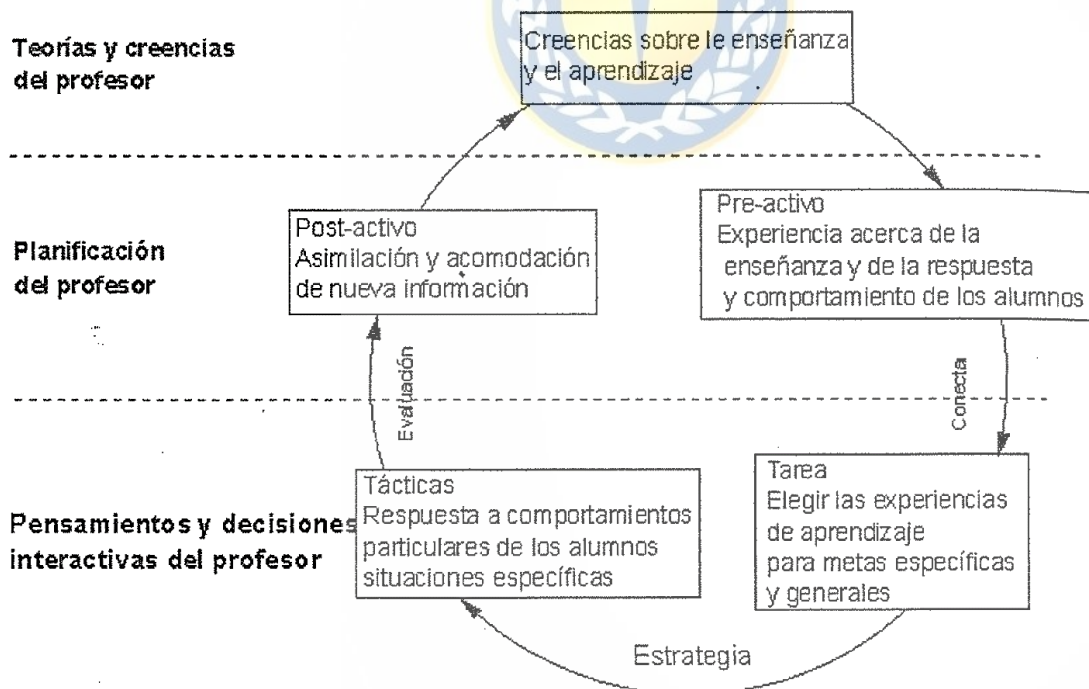 Teorías y creencias
del profesor
Creencias sobre le enseñanza
y el aprendizaje
Planificación
del profesor
Post-activo
Asimilación y acomodación
de nueva información
Pre-activo
Experiencia acerca de la
enseñanza y de la respuesta
y comportamiento de los alumnos
Evaluación
Conecta
Pensamientos y decisiones
interactivas del profesor
Tácticas
Respuesta a comportamientos
particulares de los alumnos
situaciones específicas
Tarea
Elegir las experiencias
de aprendizaje
para metas específicas
y generales
Estrategia